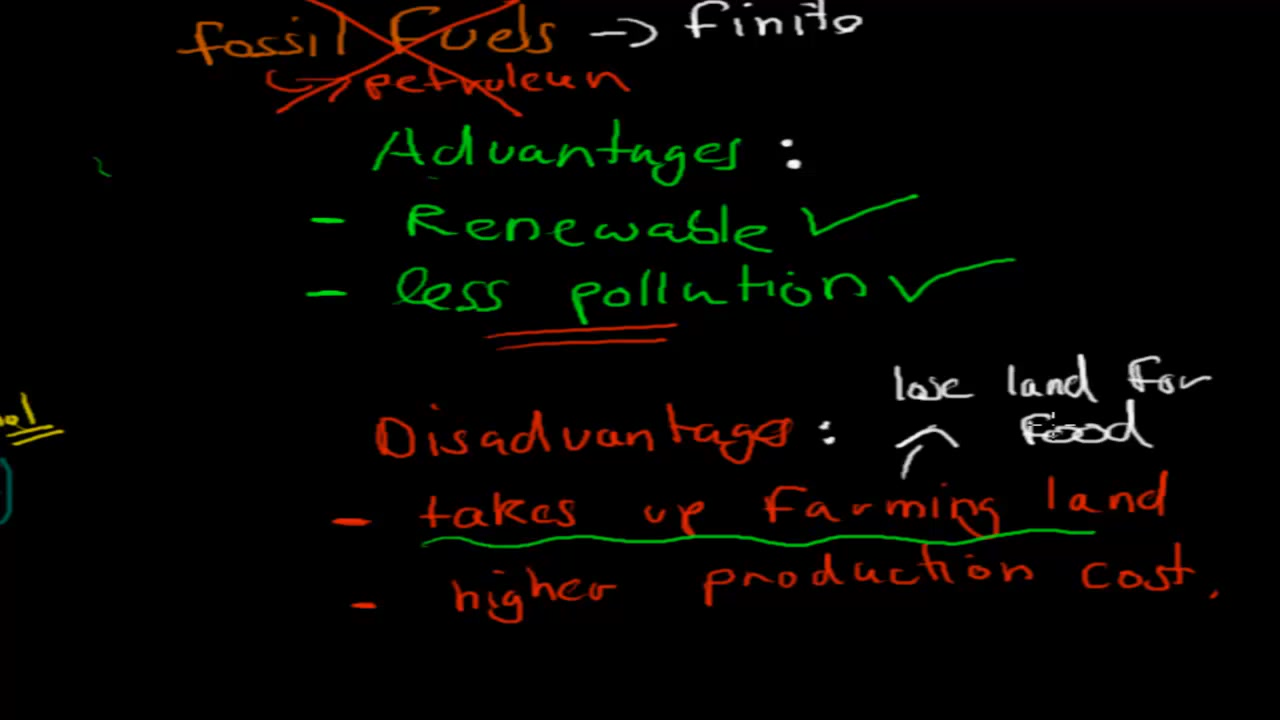 fossil fuels -> finite
petroleun
Advantages :
- Renewable ✓
- less pollution ✓
lose land for
food
Disadvantages :
- takes up farming land
- higher production cost.